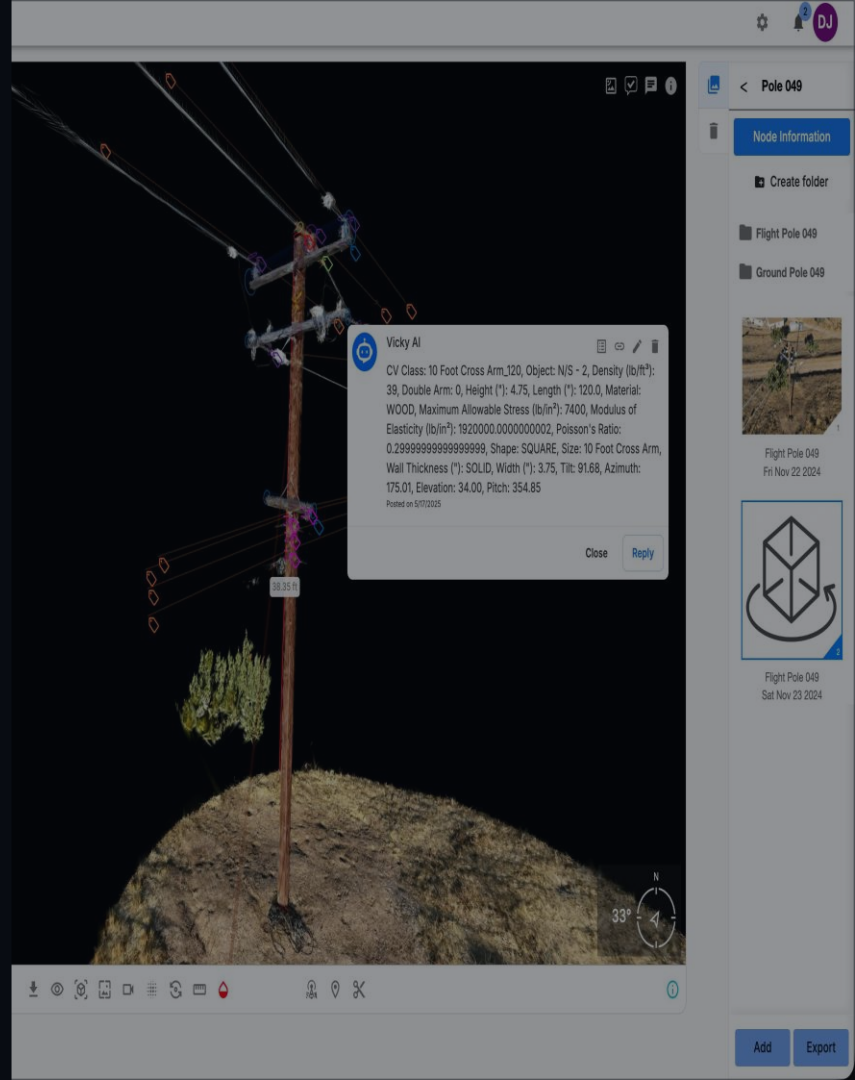 2
DJ
< Pole 049
Node Information
Create folder
Flight Pole 049
Ground Pole 049
Vicky AI
CV Class: 10 Foot Cross Arm_120, Object: N/S - 2, Density (lb/ft³):
39, Double Arm: 0, Height ("): 4.75, Length ("): 120.0, Material:
WOOD, Maximum Allowable Stress (lb/in²): 7400, Modulus of
Elasticity (lb/in²): 1920000.0000000002, Poisson's Ratio:
0.29999999999999999, Shape: SQUARE, Size: 10 Foot Cross Arm,
Wall Thickness ("): SOLID, Width ("): 3.75, Tilt: 91.68, Azimuth:
175.01, Elevation: 34.00, Pitch: 354.85
Posted on 5/17/2025
Close
Reply
1
Flight Pole 049
Fri Nov 22 2024
38.35 ft
2
Flight Pole 049
Sat Nov 23 2024
N
33°
Add
Export